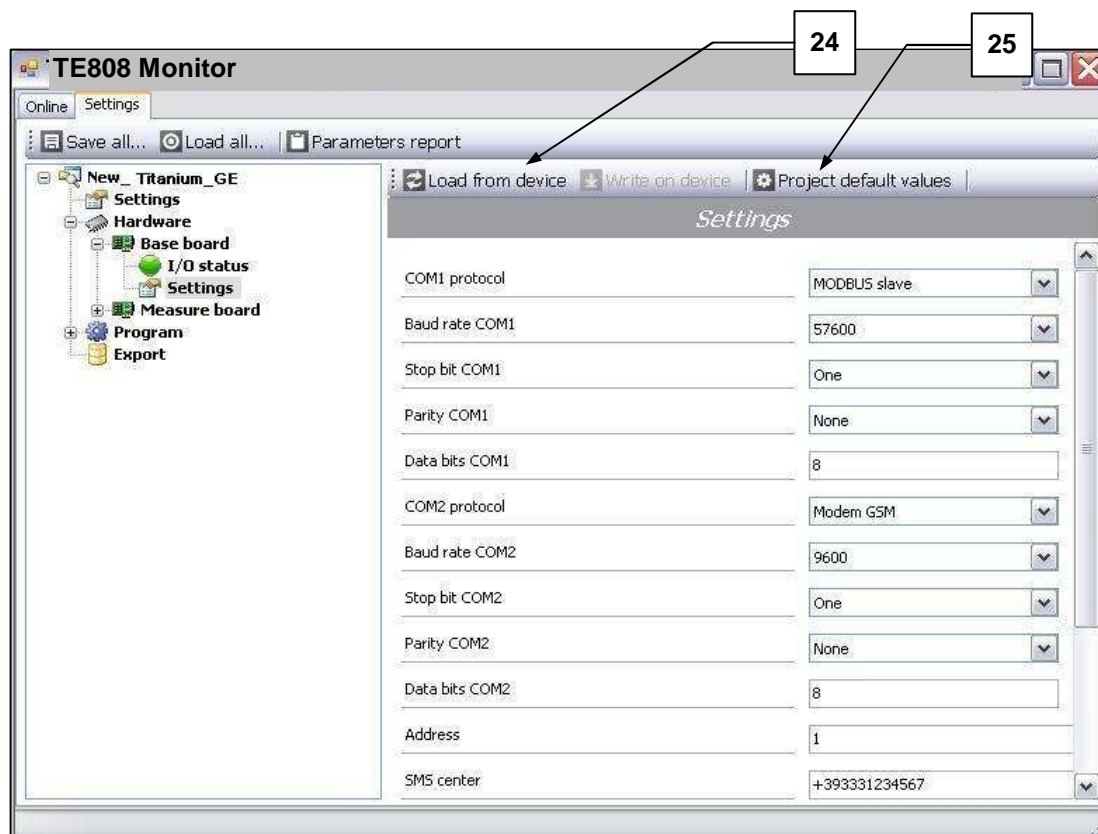 24
25
TE808 Monitor
Online Settings
Save all... Load all... Parameters report
New_ Titanium_GE
Settings
Hardware
Base board
I/O status
Settings
Measure board
Program
Export
Load from device Write on device Project default values
Settings
COM1 protocol MODBUS slave
Baud rate COM1 57600
Stop bit COM1 One
Parity COM1 None
Data bits COM1 8
COM2 protocol Modem GSM
Baud rate COM2 9600
Stop bit COM2 One
Parity COM2 None
Data bits COM2 8
Address 1
SMS center +393331234567